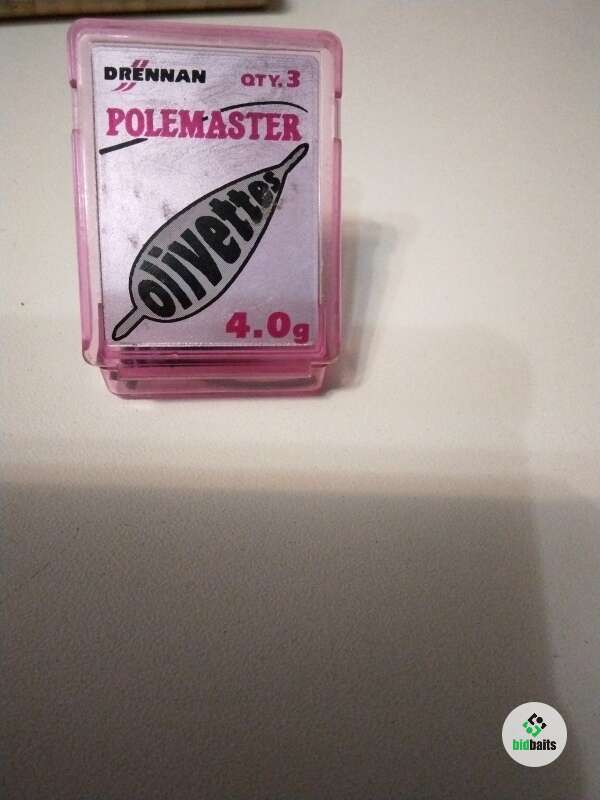 DRENNAN QTY. 3
POLEMASTER
olivettes
4.0g
bidbaits